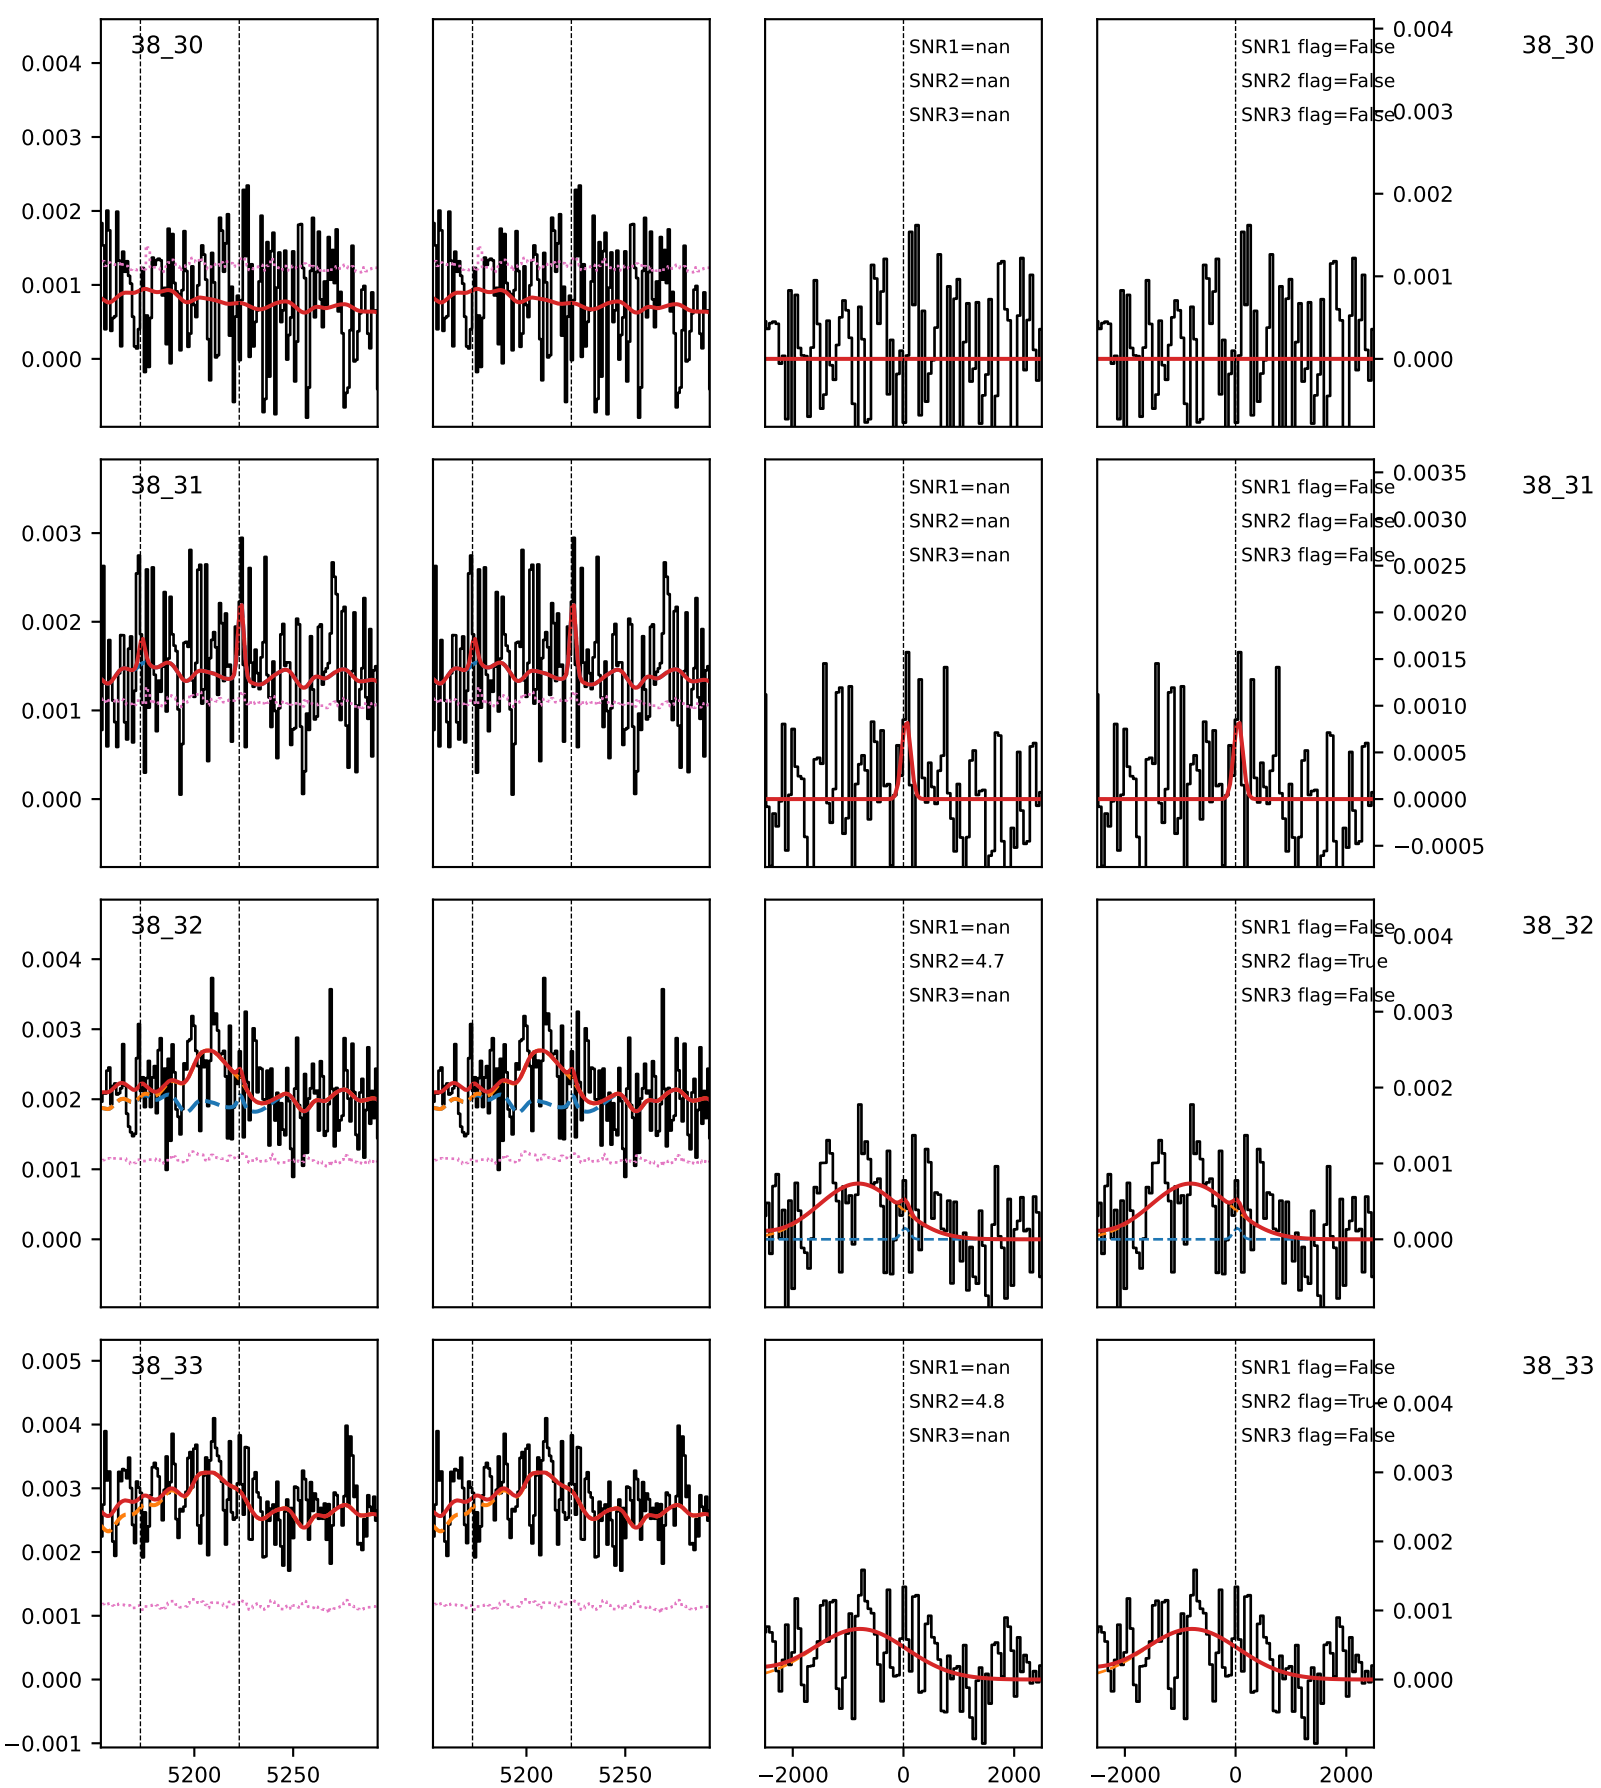 38_30
0.004
0.003
0.002
0.001
0.000
SNR1=nan
SNR2=nan
SNR3=nan
SNR1 flag=False
SNR2 flag=False
SNR3 flag=False
0.004
0.003
0.002
0.001
0.000
38_30
38_31
0.003
0.002
0.001
0.000
SNR1=nan
SNR2=nan
SNR3=nan
SNR1 flag=False
SNR2 flag=False
SNR3 flag=False
0.0035
0.0030
0.0025
0.0020
0.0015
0.0010
0.0005
0.0000
−0.0005
38_31
38_32
0.004
0.003
0.002
0.001
0.000
SNR1=nan
SNR2=4.7
SNR3=nan
SNR1 flag=False
SNR2 flag=True
SNR3 flag=False
0.004
0.003
0.002
0.001
0.000
38_32
38_33
0.005
0.004
0.003
0.002
0.001
0.000
−0.001
SNR1=nan
SNR2=4.8
SNR3=nan
SNR1 flag=False
SNR2 flag=True
SNR3 flag=False
0.004
0.003
0.002
0.001
0.000
38_33
5200 5250 5200 5250 −2000 0 2000 −2000 0 2000